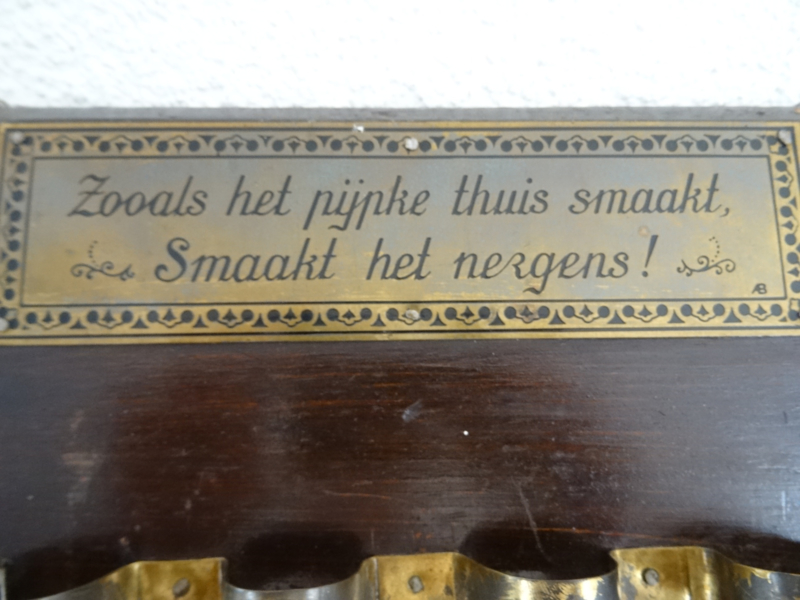 Zooals het pijpke thuis smaakt,
Smaakt het nergens!
AB